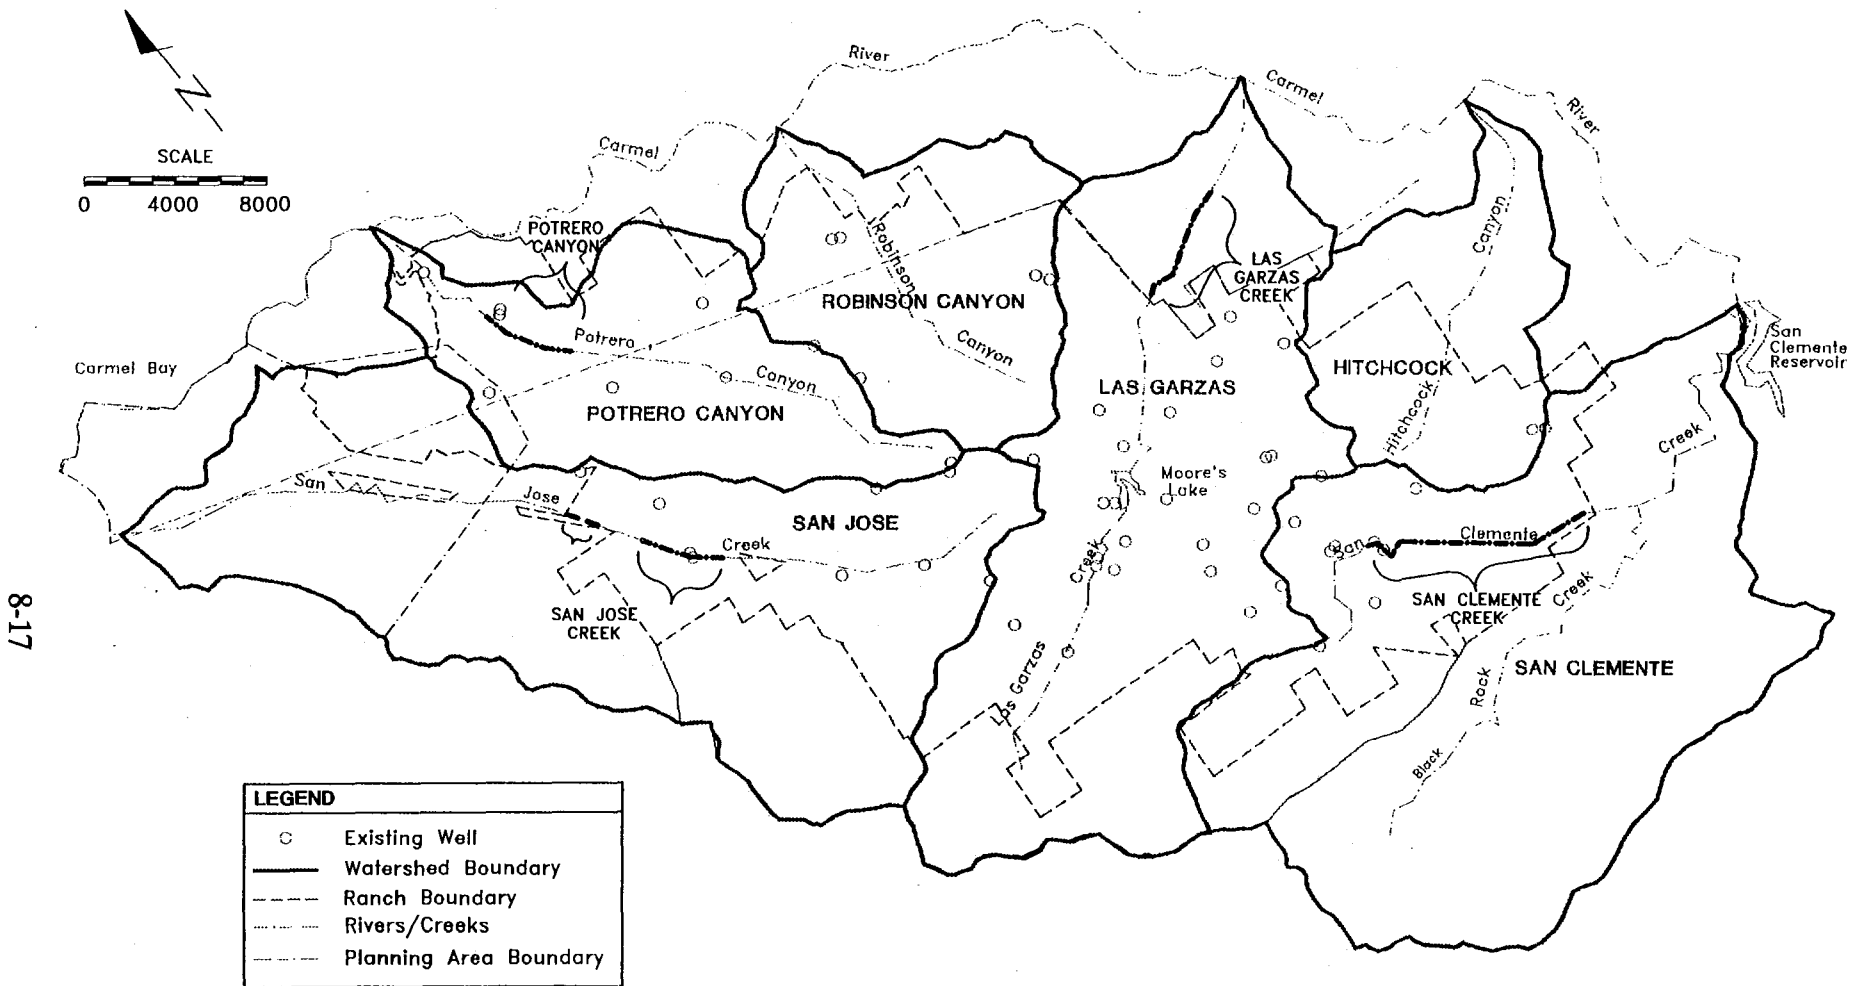 River
Carmel
River
SCALE
0 4000 8000
Carmel
POTRERO
CANYON
Robinson
Canyon
LAS
GARZAS
CREEK
ROBINSON CANYON
Potrero
Canyon
Canyon
San
Clemente
Reservoir
Carmel Bay
HITCHCOCK
LAS GARZAS
POTRERO CANYON
Hitchcock
Creek
San
Jose
Moore's
Lake
SAN JOSE
Creek
Creek
San
Clemente
SAN JOSE
CREEK
SAN CLEMENTE
CREEK
Creek
8-17
Las Garzas
SAN CLEMENTE
Rock
Black
LEGEND
Existing Well
Watershed Boundary
Ranch Boundary
Rivers/Creeks
Planning Area Boundary